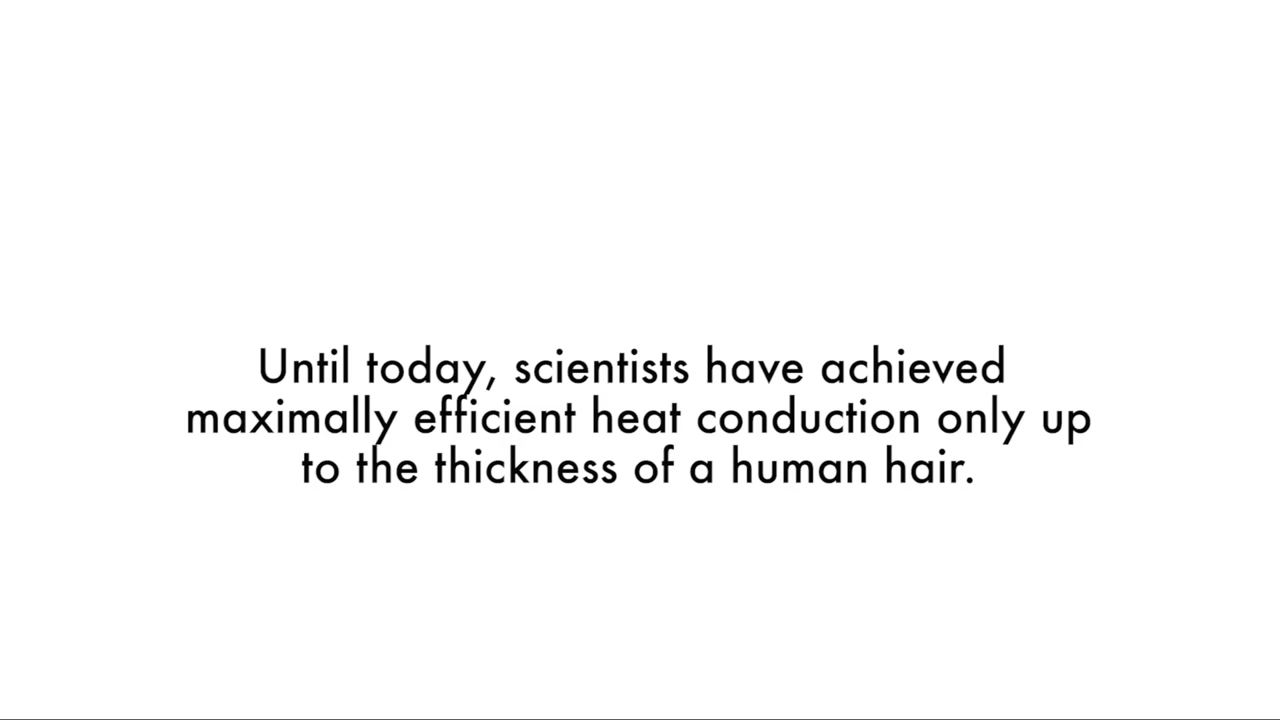 Until today, scientists have achieved
maximally efficient heat conduction only up
to the thickness of a human hair.